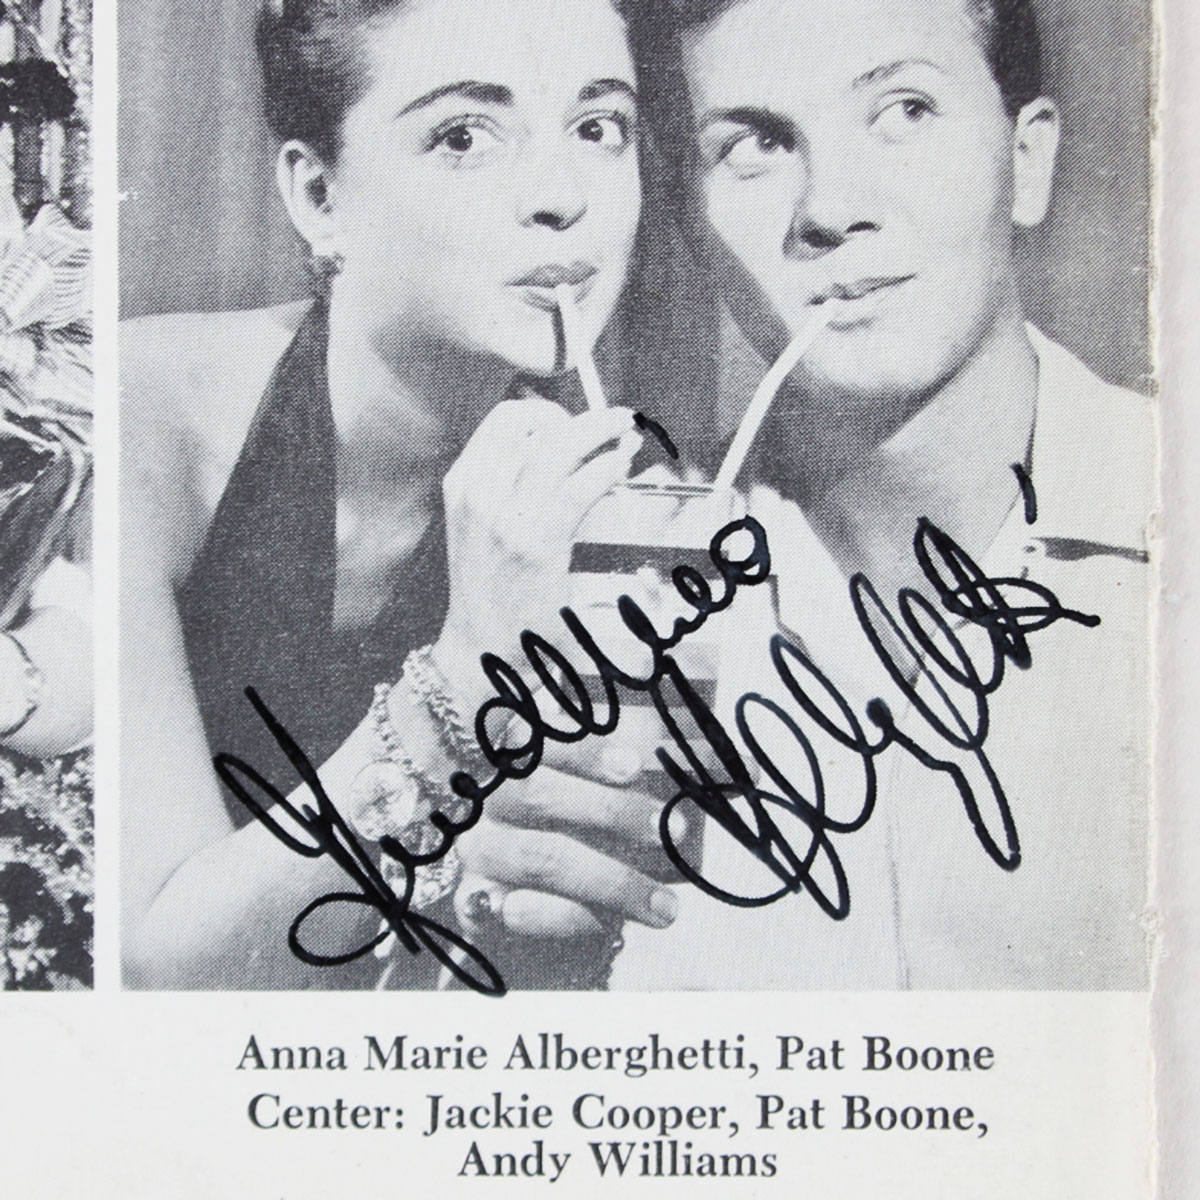 Anna Marie Alberghetti, Pat Boone
Center: Jackie Cooper, Pat Boone,
Andy Williams